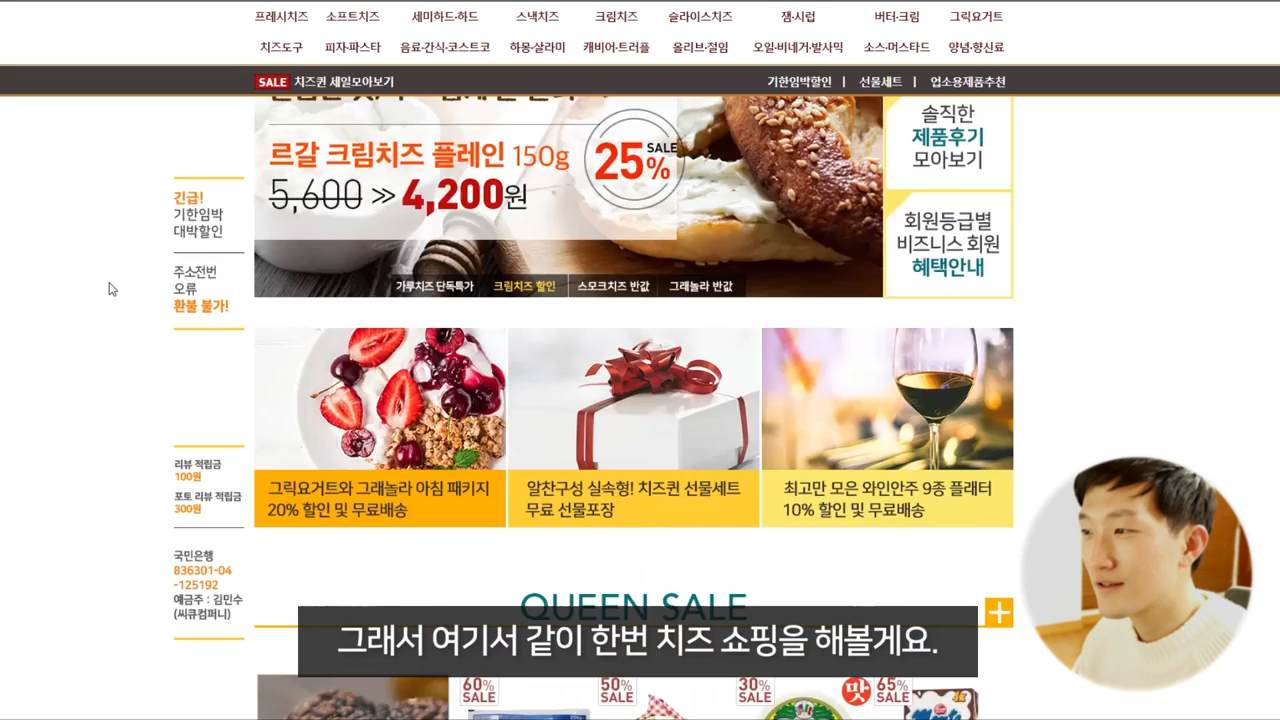 프레시치즈 소프트치즈 세미하드·하드 스낵치즈 크림치즈 슬라이스치즈 잼·시럽 버터·크림 그릭요거트
치즈도구 피자·파스타 음료·간식·코스트코 하몽·살라미 캐비어·트러플 올리브·절임 오일·비네거·발사믹 소스·머스타드 양념·향신료
SALE 치즈퀸 세일모아보기 기한임박할인 | 선물세트 | 업소용제품추천
르갈 크림치즈 플레인 150g
5,600 ≫ 4,200원
SALE
25%
가루치즈 단독특가 크림치즈 할인 스모크치즈 반값 그래놀라 반값
솔직한
제품후기
모아보기
회원등급별
비즈니스 회원
혜택안내
긴급!
기한임박
대박할인
주소전번
오류
환불 불가!
리뷰 적립금
100원
포토 리뷰 적립금
300원
국민은행
836301-04
-125192
예금주 : 김민수
(씨큐컴퍼니)
그릭요거트와 그래놀라 아침 패키지
20% 할인 및 무료배송
알찬구성 실속형! 치즈퀸 선물세트
무료 선물포장
최고만 모은 와인안주 9종 플래터
10% 할인 및 무료배송
QUEEN SALE
그래서 여기서 같이 한번 치즈 쇼핑을 해볼게요.
60%
SALE
50%
SALE
30%
SALE
맛
65%
SALE